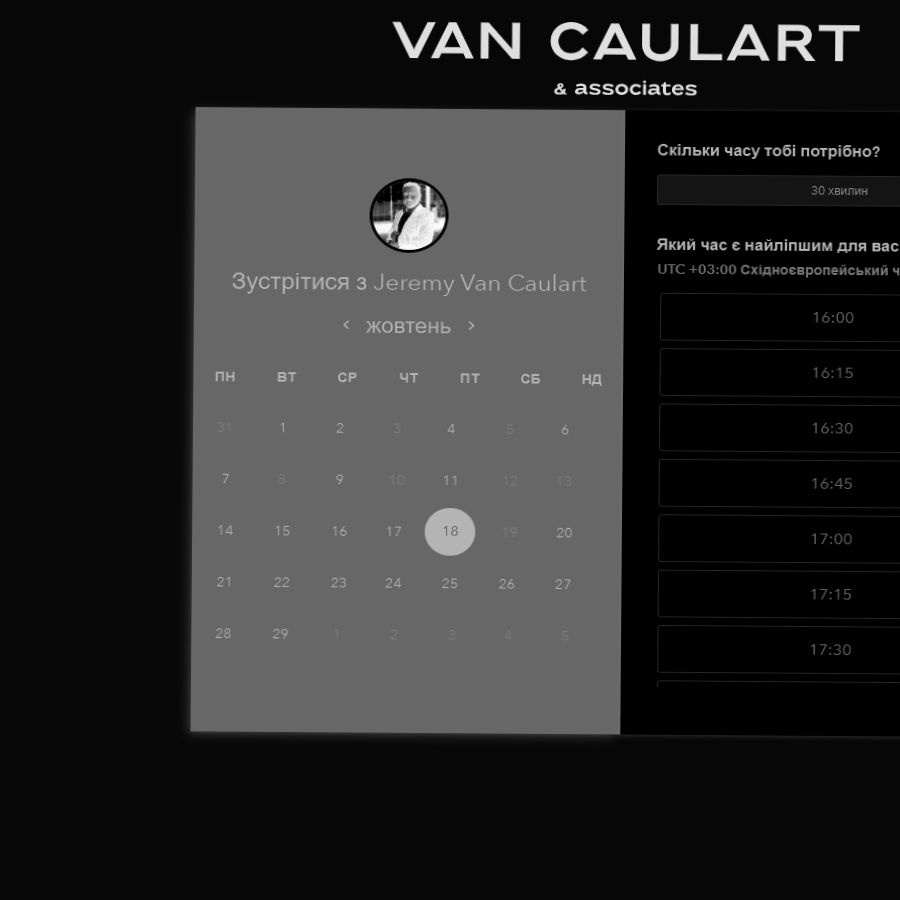 VAN CAULART
& associates
Зустрітися з Jeremy Van Caulart
жовтень
ПН ВТ СР ЧТ ПТ СБ НД
31 1 2 3 4 5 6
7 8 9 10 11 12 13
14 15 16 17 18 19 20
21 22 23 24 25 26 27
28 29 1 2 3 4 5
Скільки часу тобі потрібно?
30 хвилин
Який час є найліпшим для вас
UTC +03:00 Східноєвропейський ч
16:00
16:15
16:30
16:45
17:00
17:15
17:30